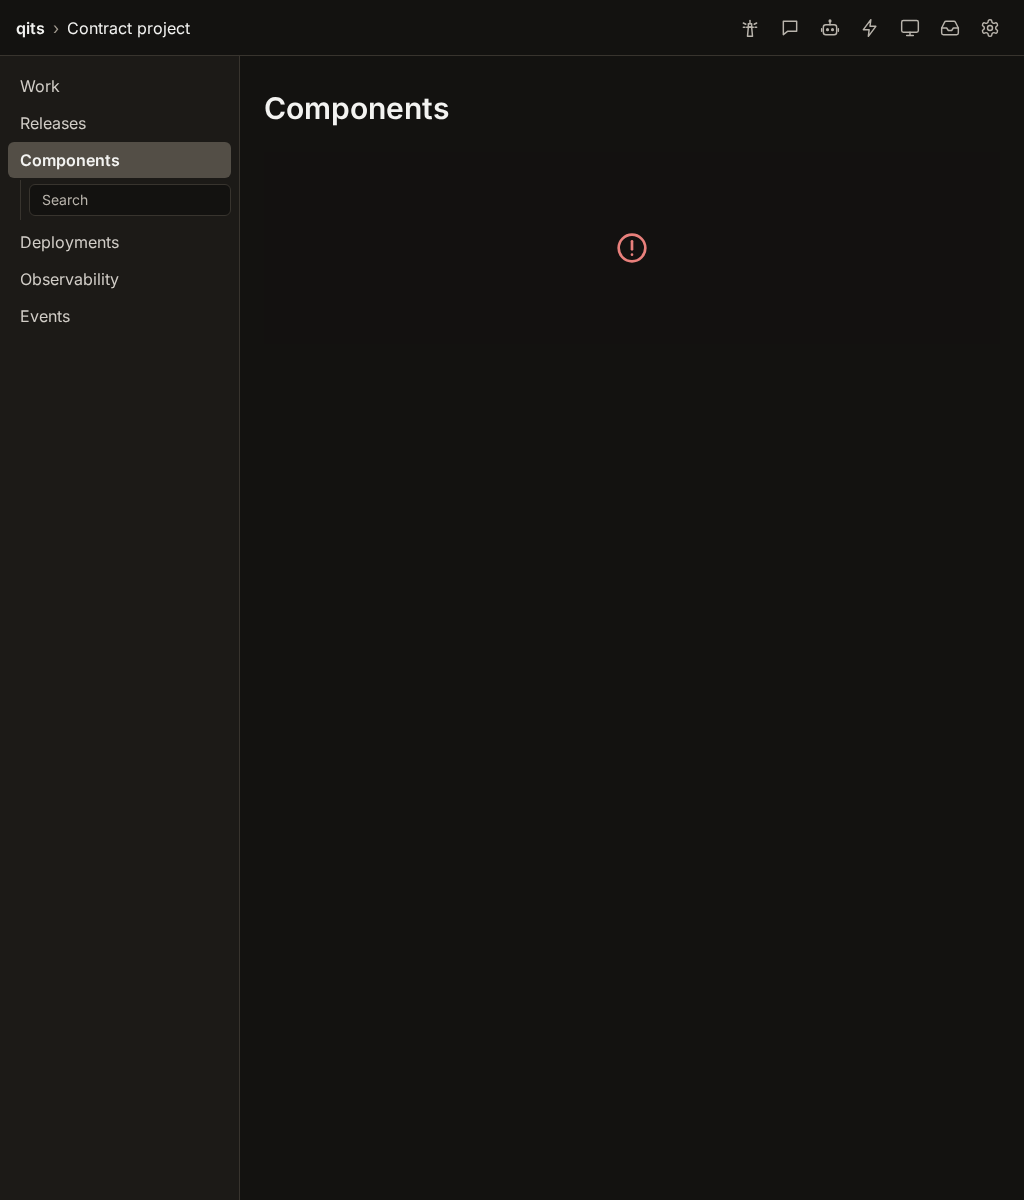 qits › Contract project
Work
Releases
Components
Search
Deployments
Observability
Events
Components